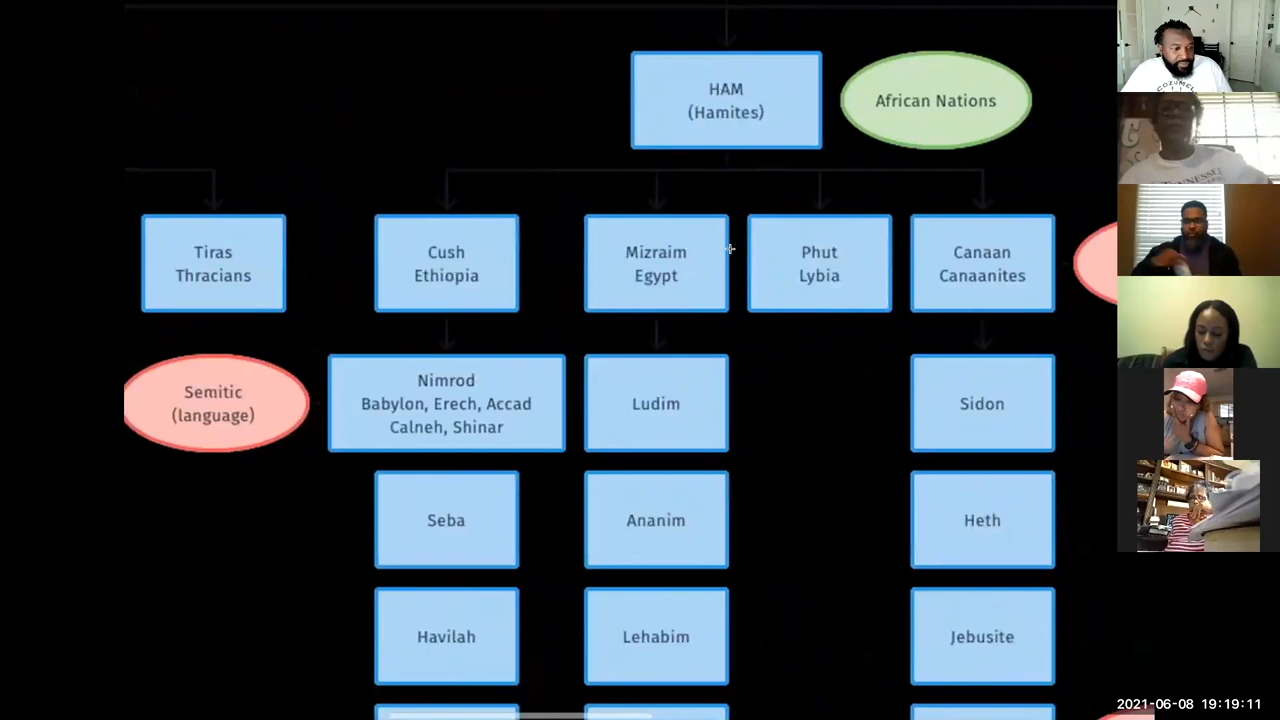 HAM
(Hamites)
African Nations
Tiras
Thracians
Cush
Ethiopia
Mizraim
Egypt
Phut
Lybia
Canaan
Canaanites
Semitic
(language)
Nimrod
Babylon, Erech, Accad
Calneh, Shinar
Ludim
Sidon
Seba
Ananim
Heth
Havilah
Lehabim
Jebusite
COZUMEL
2021-06-08 19:19:11